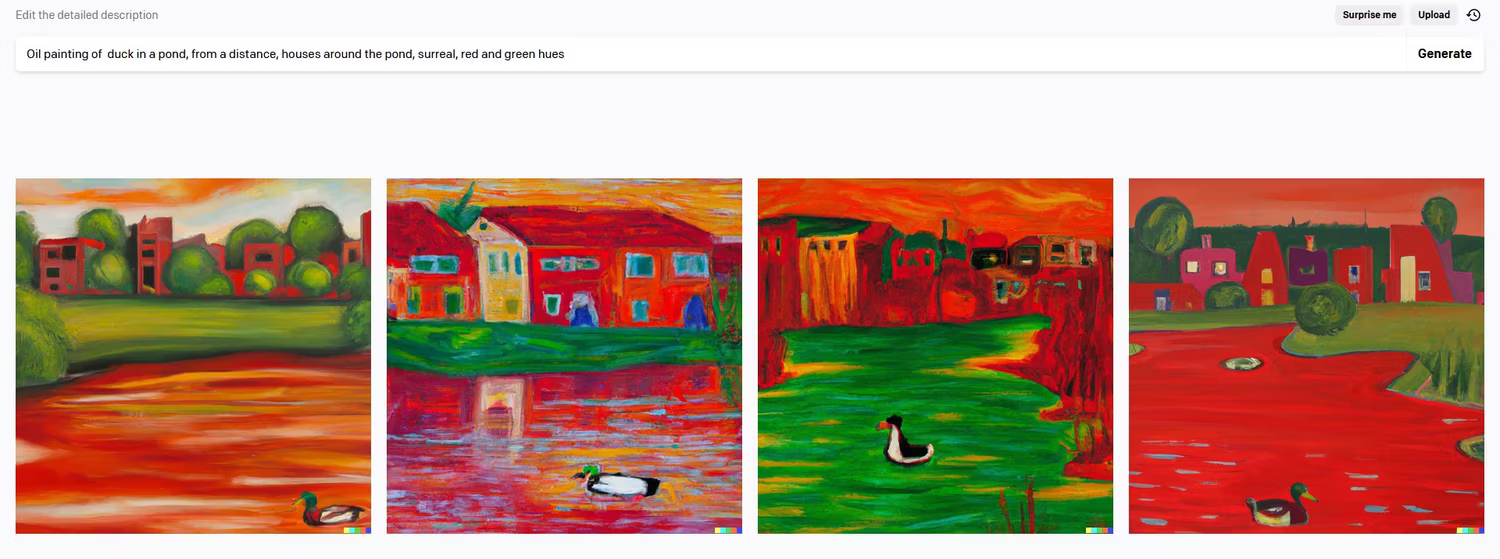 Edit the detailed description
Surprise me
Upload
Oil painting of  duck in a pond, from a distance, houses around the pond, surreal, red and green hues
Generate